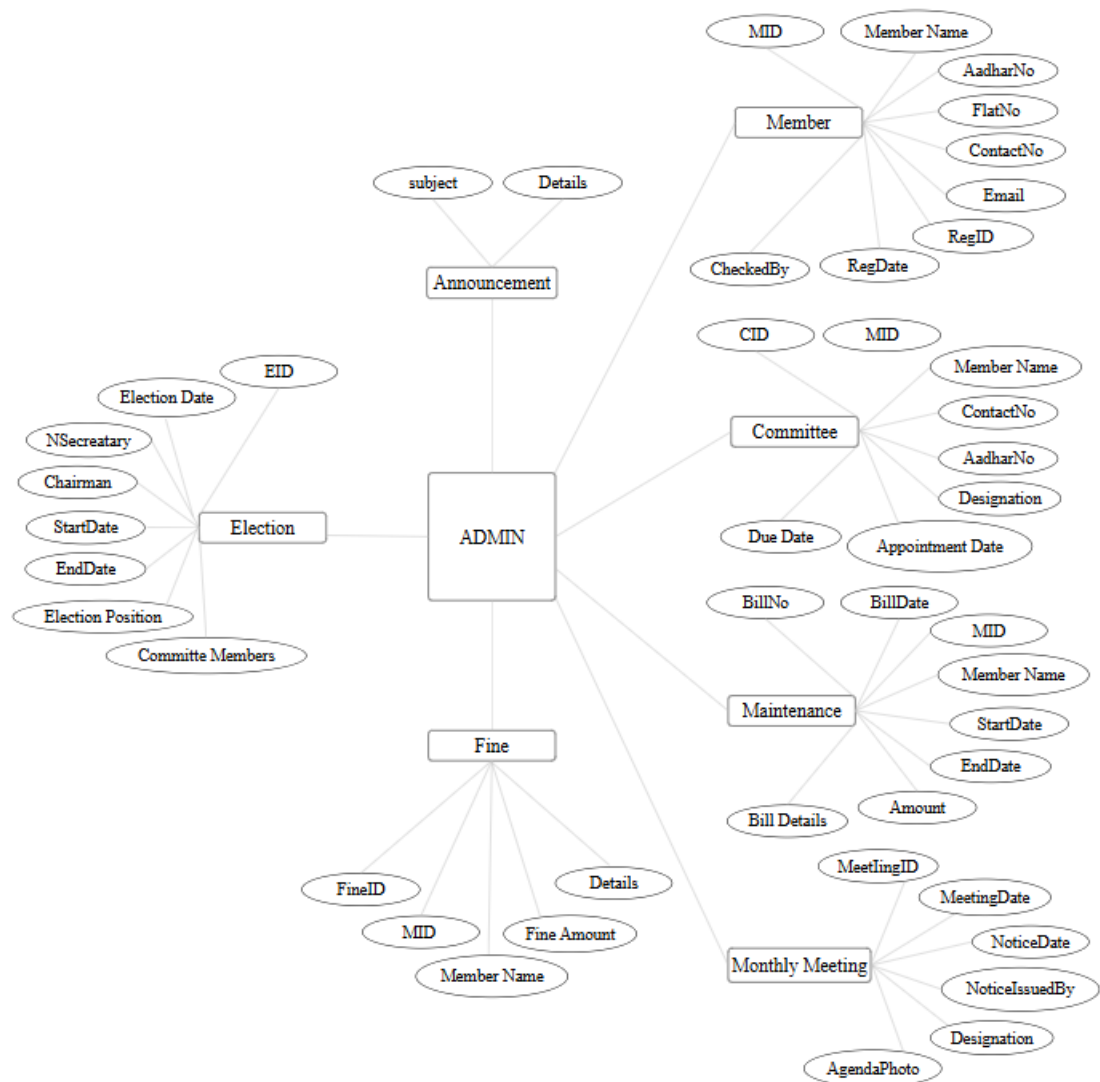 MID
Member Name
AadharNo
FlatNo
Member
ContactNo
Email
RegID
RegDate
CheckedBy
subject
Details
Announcement
CID
MID
Member Name
ContactNo
Committee
AadharNo
Designation
Due Date
Appointment Date
EID
Election Date
NSecreatary
Chairman
StartDate
Election
EndDate
Election Position
Committe Members
ADMIN
BillNo
BillDate
MID
Member Name
Maintenance
StartDate
EndDate
Amount
Bill Details
Fine
FineID
MID
Member Name
Fine Amount
Details
MeetIingID
MeetingDate
NoticeDate
Monthly Meeting
NoticeIssuedBy
Designation
AgendaPhoto